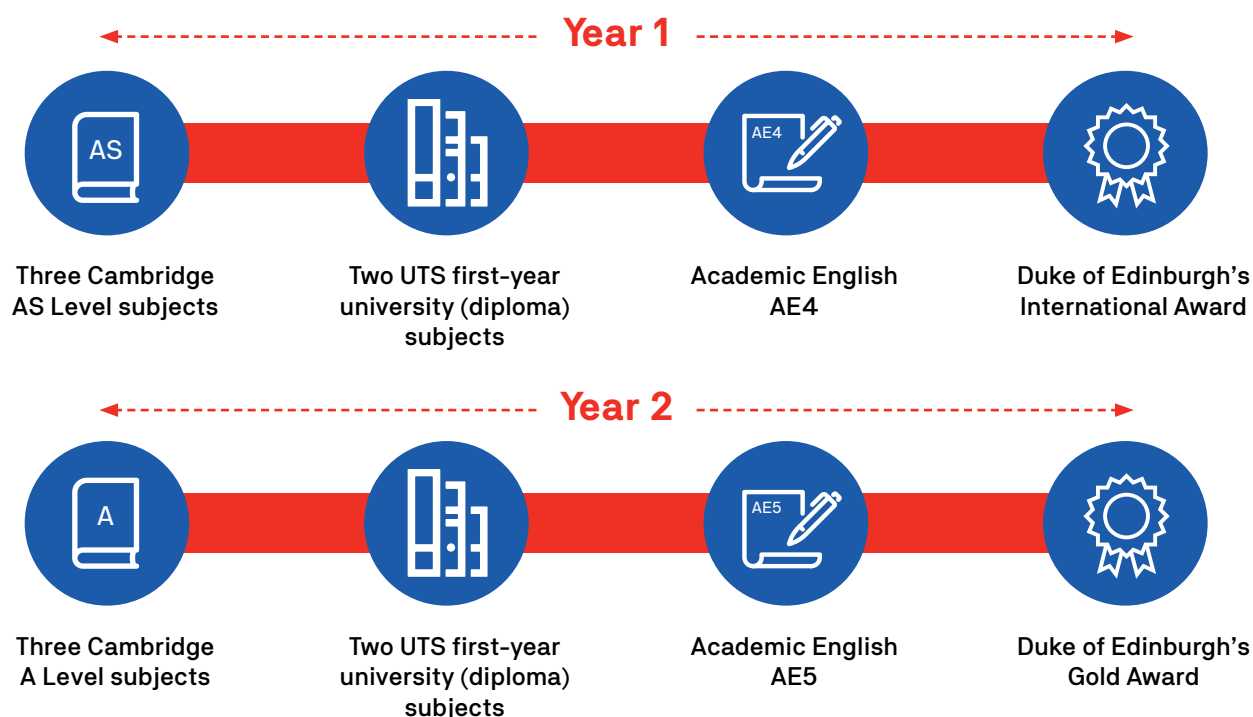 Year 1
AS
AE4
Three Cambridge
AS Level subjects
Two UTS first-year
university (diploma)
subjects
Academic English
AE4
Duke of Edinburgh's
International Award
Year 2
A
AE5
Three Cambridge
A Level subjects
Two UTS first-year
university (diploma)
subjects
Academic English
AE5
Duke of Edinburgh's
Gold Award